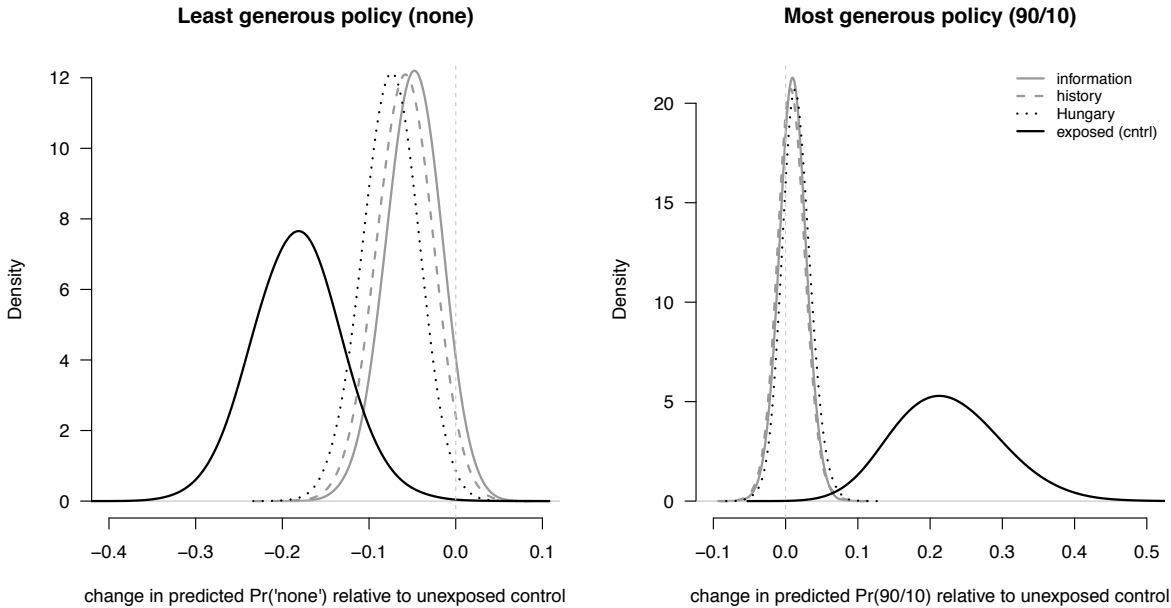 Least generous policy (none)
Density
12
10
8
6
4
2
0
−0.4 −0.3 −0.2 −0.1 0.0 0.1
change in predicted Pr('none') relative to unexposed control
Most generous policy (90/10)
information
history
Hungary
exposed (cntrl)
Density
20
15
10
5
0
−0.1 0.0 0.1 0.2 0.3 0.4 0.5
change in predicted Pr(90/10) relative to unexposed control